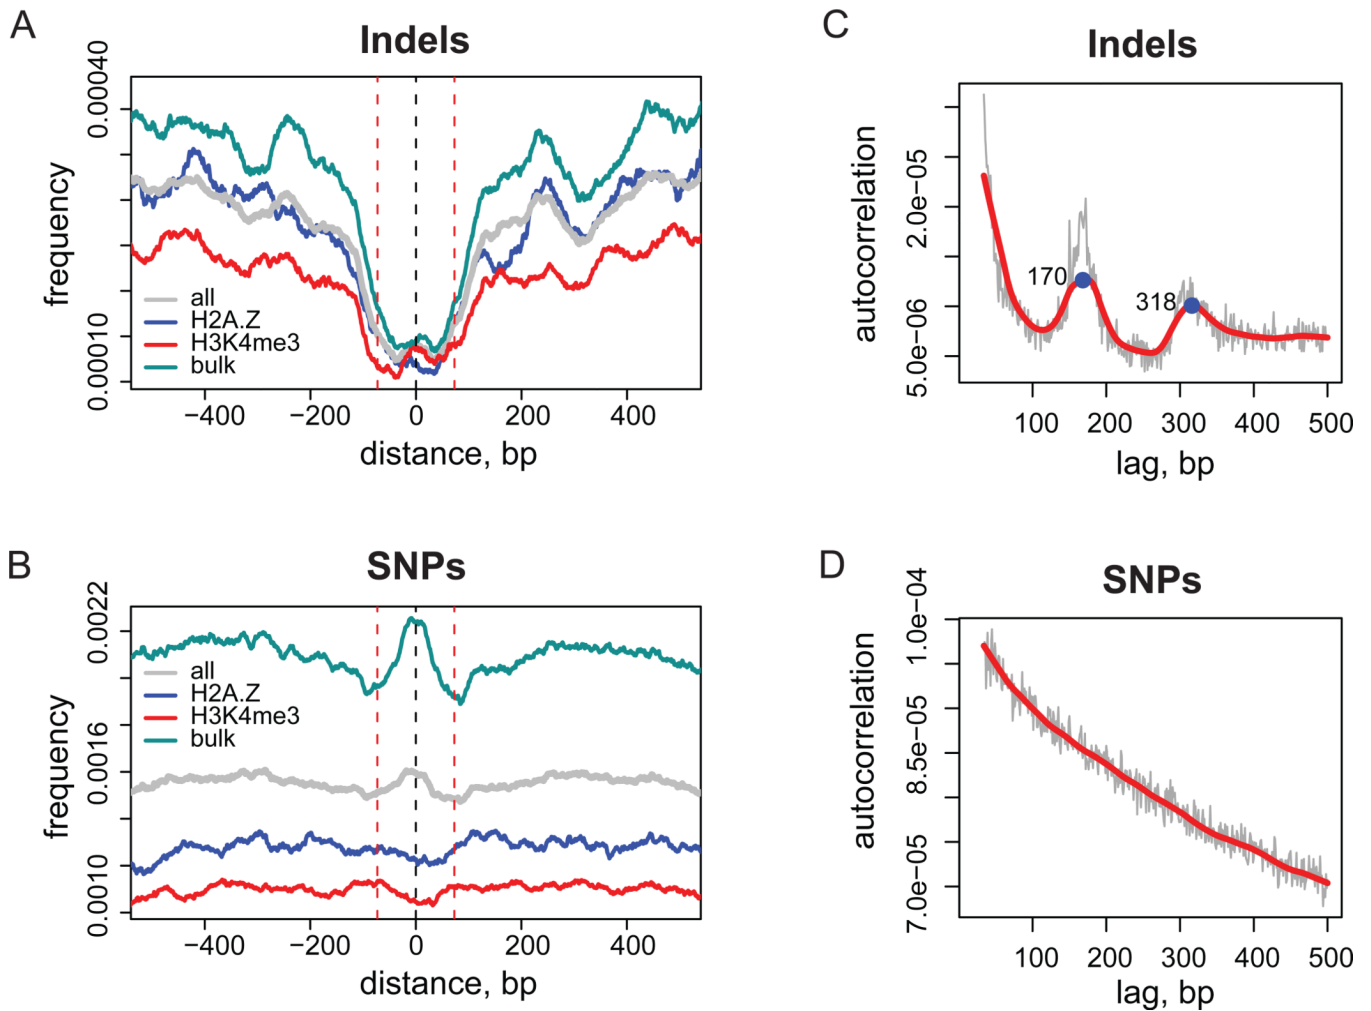 A
Indels
frequency
0.00040
0.00010
all
H2A.Z
H3K4me3
bulk
−400
−200
0
200
400
distance, bp
B
SNPs
frequency
0.0022
0.0016
0.0010
all
H2A.Z
H3K4me3
bulk
−400
−200
0
200
400
distance, bp
C
Indels
autocorrelation
2.0e−05
5.0e−06
170
318
100
200
300
400
500
lag, bp
D
SNPs
autocorrelation
1.0e−04
8.5e−05
7.0e−05
100
200
300
400
500
lag, bp